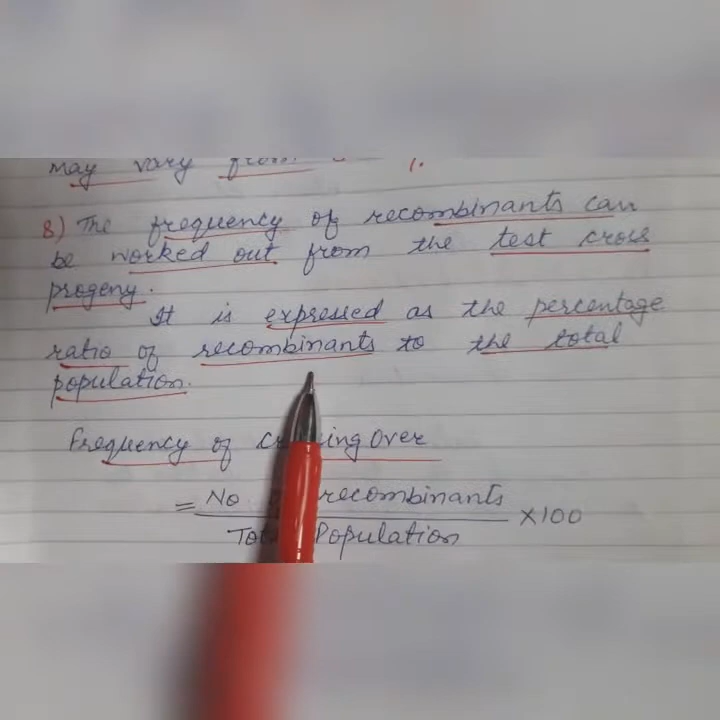 may vary from
8) The frequency of recombinants can
be worked out from the test cross
progeny.
It is expressed as the percentage
ratio of recombinants to the total
population.
Frequency of Over
= No recombinants
Population ×100